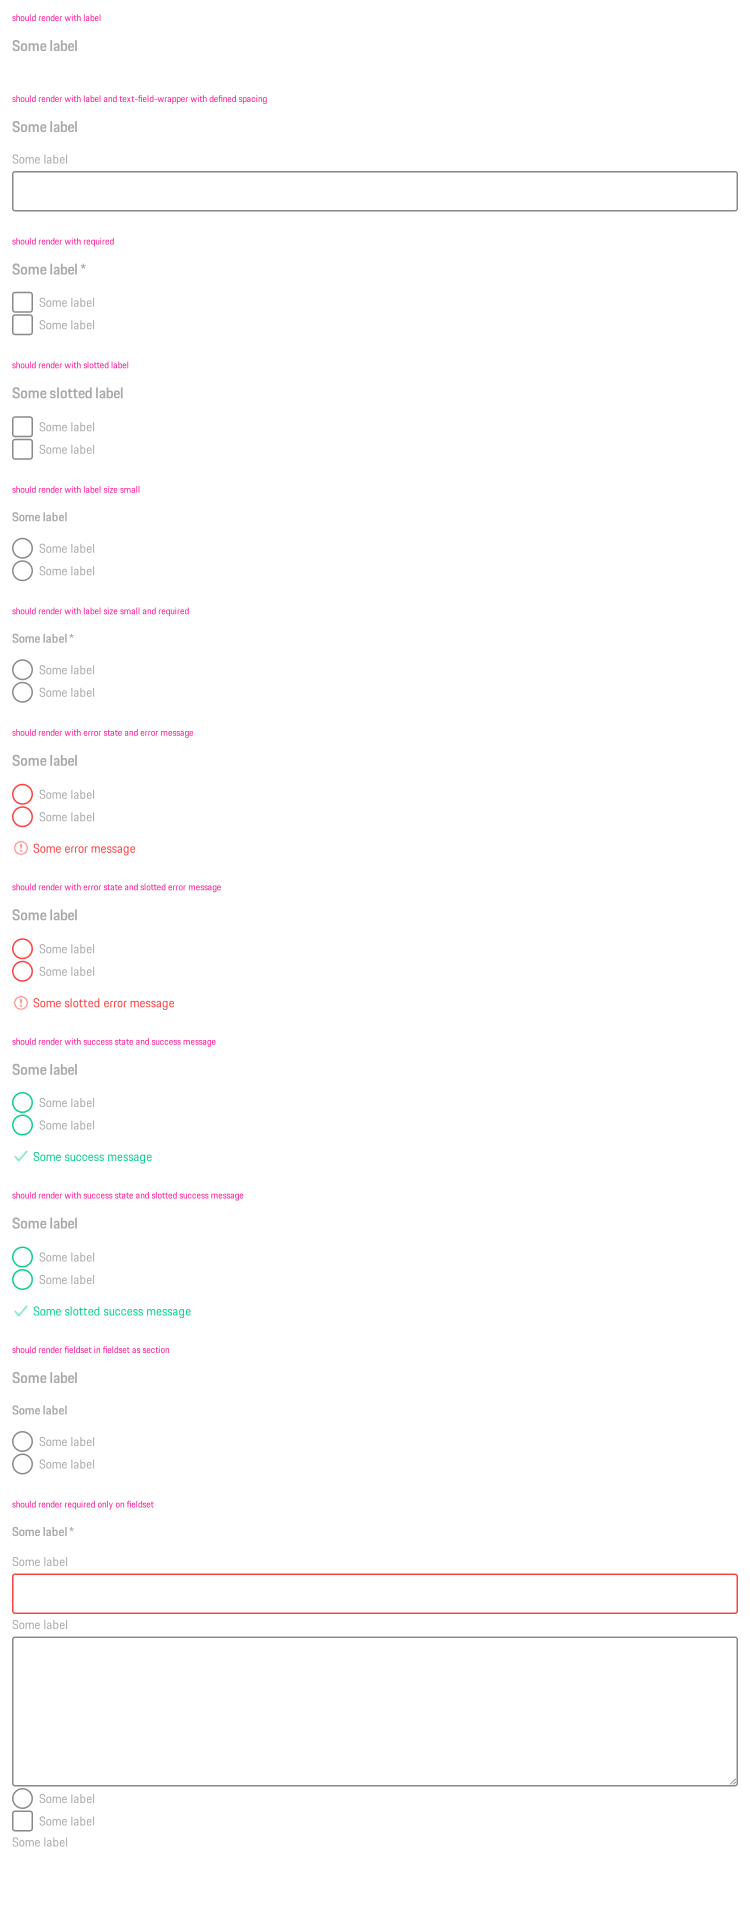 should render with label
Some label
should render with label and text-field-wrapper with defined spacing
Some label
Some label
should render with required
Some label *
Some label
Some label
should render with slotted label
Some slotted label
Some label
Some label
should render with label size small
Some label
Some label
Some label
should render with label size small and required
Some label *
Some label
Some label
should render with error state and error message
Some label
Some label
Some label
Some error message
should render with error state and slotted error message
Some label
Some label
Some label
Some slotted error message
should render with success state and success message
Some label
Some label
Some label
Some success message
should render with success state and slotted success message
Some label
Some label
Some label
Some slotted success message
should render fieldset in fieldset as section
Some label
Some label
Some label
Some label
should render required only on fieldset
Some label *
Some label
Some label
Some label
Some label
Some label